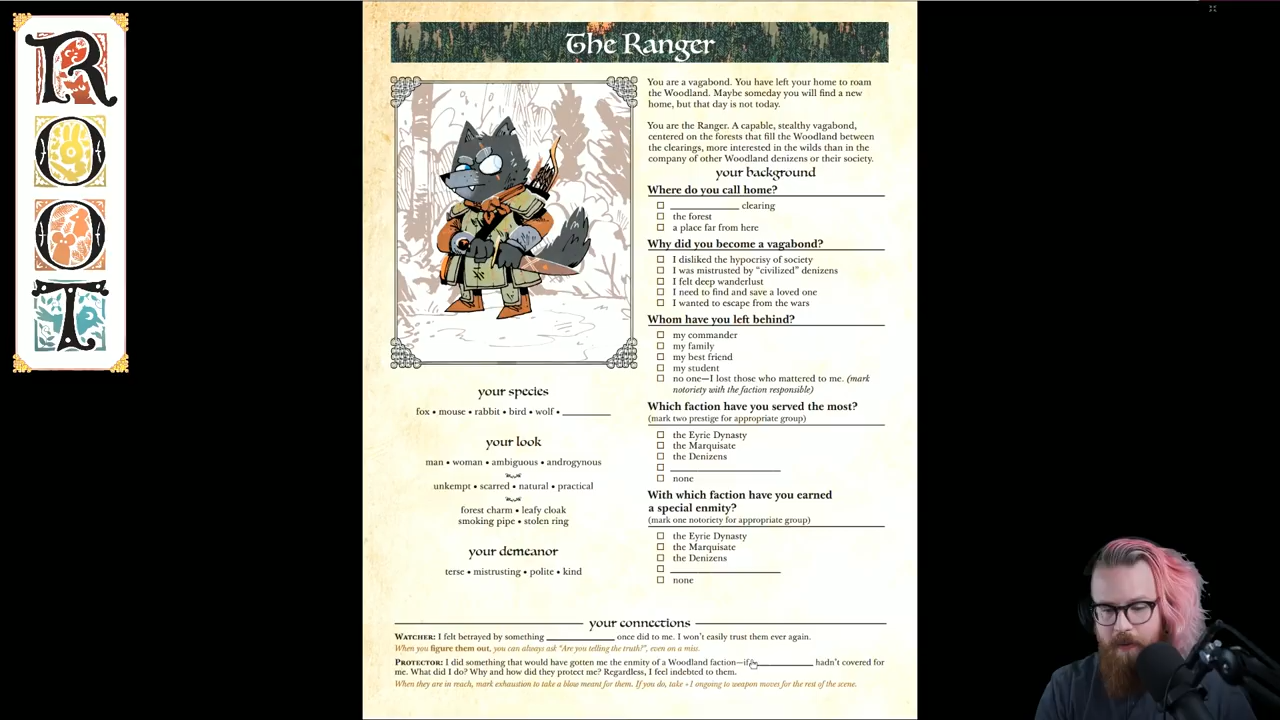 ROOT
The Ranger
You are a vagabond. You have left your home to roam
the Woodland. Maybe someday you will find a new
home, but that day is not today.
You are the Ranger. A capable, stealthy vagabond,
centered on the forests that fill the Woodland between
the clearings, more interested in the wilds than in the
company of other Woodland denizens or their society.
your background
Where do you call home?
______________ clearing
the forest
a place far from here
Why did you become a vagabond?
I disliked the hypocrisy of society
I was mistrusted by “civilized” denizens
I felt deep wanderlust
I need to find and save a loved one
I wanted to escape from the wars
Whom have you left behind?
my commander
my family
my best friend
my student
no one—I lost those who mattered to me. (mark
notoriety with the faction responsible)
Which faction have you served the most?
(mark two prestige for appropriate group)
the Eyrie Dynasty
the Marquisate
the Denizens
______________________
none
With which faction have you earned
a special enmity?
(mark one notoriety for appropriate group)
the Eyrie Dynasty
the Marquisate
the Denizens
______________________
none
your species
fox • mouse • rabbit • bird • wolf • __________
your look
man • woman • ambiguous • androgynous
unkempt • scarred • natural • practical
forest charm • leafy cloak
smoking pipe • stolen ring
your demeanor
terse • mistrusting • polite • kind
your connections
Watcher: I felt betrayed by something ______________ once did to me. I won’t easily trust them ever again.
When you figure them out, you can always ask “Are you telling the truth?”, even on a miss.
Protector: I did something that would have gotten me the enmity of a Woodland faction—if ____________ hadn’t covered for
me. What did I do? Why and how did they protect me? Regardless, I feel indebted to them.
When they are in reach, mark exhaustion to take a blow meant for them. If you do, take +1 ongoing to weapon moves for the rest of the scene.